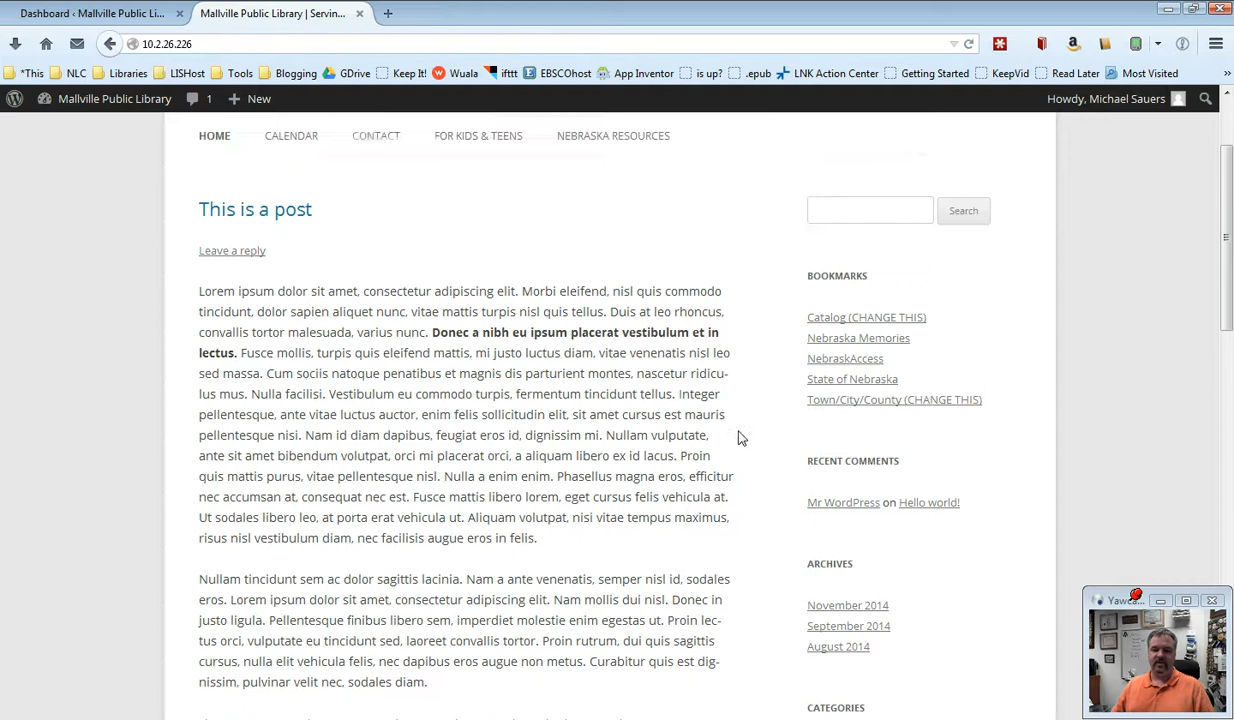 Dashboard ‹ Mallville Public Li...
Mallville Public Library | Servin...
10.2.26.226
*This
NLC
Libraries
LISHost
Tools
Blogging
GDrive
Keep It!
Wuala
ifttt
EBSCOhost
App Inventor
is up?
.epub
LNK Action Center
Getting Started
KeepVid
Read Later
Most Visited
»
Mallville Public Library
1
New
Howdy, Michael Sauers
HOME
CALENDAR
CONTACT
FOR KIDS & TEENS
NEBRASKA RESOURCES
This is a post
Leave a reply
Lorem ipsum dolor sit amet, consectetur adipiscing elit. Morbi eleifend, nisl quis commodo
tincidunt, dolor sapien aliquet nunc, vitae mattis turpis nisl quis tellus. Duis at leo rhoncus,
convallis tortor malesuada, varius nunc. Donec a nibh eu ipsum placerat vestibulum et in
lectus. Fusce mollis, turpis quis eleifend mattis, mi justo luctus diam, vitae venenatis nisl leo
sed massa. Cum sociis natoque penatibus et magnis dis parturient montes, nascetur ridicu-
lus mus. Nulla facilisi. Vestibulum eu commodo turpis, fermentum tincidunt tellus. Integer
pellentesque, ante vitae luctus auctor, enim felis sollicitudin elit, sit amet cursus est mauris
pellentesque nisi. Nam id diam dapibus, feugiat eros id, dignissim mi. Nullam vulputate,
ante sit amet bibendum volutpat, orci mi placerat orci, a aliquam libero ex id lacus. Proin
quis mattis purus, vitae pellentesque nisl. Nulla a enim enim. Phasellus magna eros, efficitur
nec accumsan at, consequat nec est. Fusce mattis libero lorem, eget cursus felis vehicula at.
Ut sodales libero leo, at porta erat vehicula ut. Aliquam volutpat, nisi vitae tempus maximus,
risus nisl vestibulum diam, nec facilisis augue eros in felis.
Nullam tincidunt sem ac dolor sagittis lacinia. Nam a ante venenatis, semper nisl id, sodales
eros. Lorem ipsum dolor sit amet, consectetur adipiscing elit. Nam mollis dui nisl. Donec in
justo ligula. Pellentesque finibus libero sem, imperdiet molestie enim egestas ut. Proin lec-
tus orci, vulputate eu tincidunt sed, laoreet convallis tortor. Proin rutrum, dui quis sagittis
cursus, nulla elit vehicula felis, nec dapibus eros augue non metus. Curabitur quis est dig-
nissim, pulvinar velit nec, sodales diam.
Search
BOOKMARKS
Catalog (CHANGE THIS)
Nebraska Memories
NebraskAccess
State of Nebraska
Town/City/County (CHANGE THIS)
RECENT COMMENTS
Mr WordPress on Hello world!
ARCHIVES
November 2014
September 2014
August 2014
CATEGORIES
Yawca...